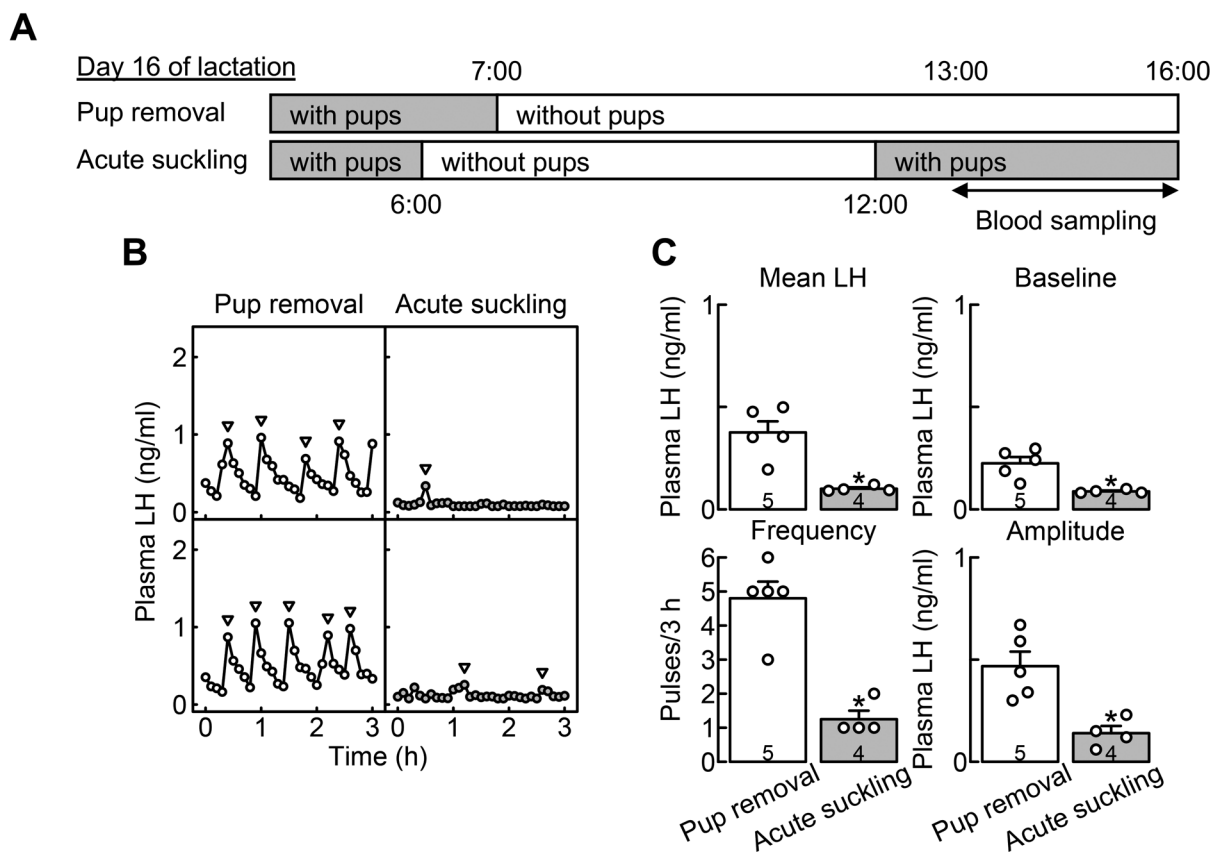 A
Day 16 of lactation 7:00 13:00 16:00
Pup removal with pups without pups
Acute suckling with pups without pups with pups
6:00 12:00
Blood sampling
B
Pup removal Acute suckling
Plasma LH (ng/ml)
2
1
0
2
1
0
0 1 2 3 0 1 2 3
Time (h)
C
Mean LH
Plasma LH (ng/ml)
1
0
5
*
4
Baseline
Plasma LH (ng/ml)
1
0
5
*
4
Frequency
Pulses/3 h
6
5
4
3
2
1
0
5
*
4
Pup removal
Acute suckling
Amplitude
Plasma LH (ng/ml)
1
0
5
*
4
Pup removal
Acute suckling